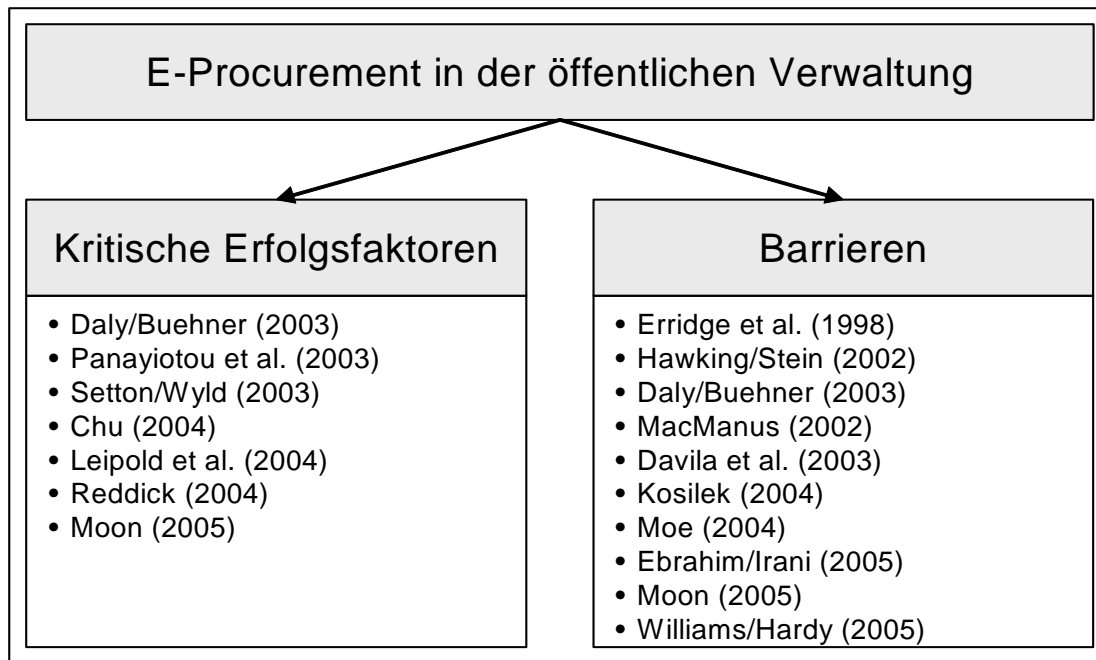 E-Procurement in der öffentlichen Verwaltung
Kritische Erfolgsfaktoren
• Daly/Buehner (2003)
• Panayiotou et al. (2003)
• Setton/Wyld (2003)
• Chu (2004)
• Leipold et al. (2004)
• Reddick (2004)
• Moon (2005)
Barrieren
• Erridge et al. (1998)
• Hawking/Stein (2002)
• Daly/Buehner (2003)
• MacManus (2002)
• Davila et al. (2003)
• Kosilek (2004)
• Moe (2004)
• Ebrahim/Irani (2005)
• Moon (2005)
• Williams/Hardy (2005)